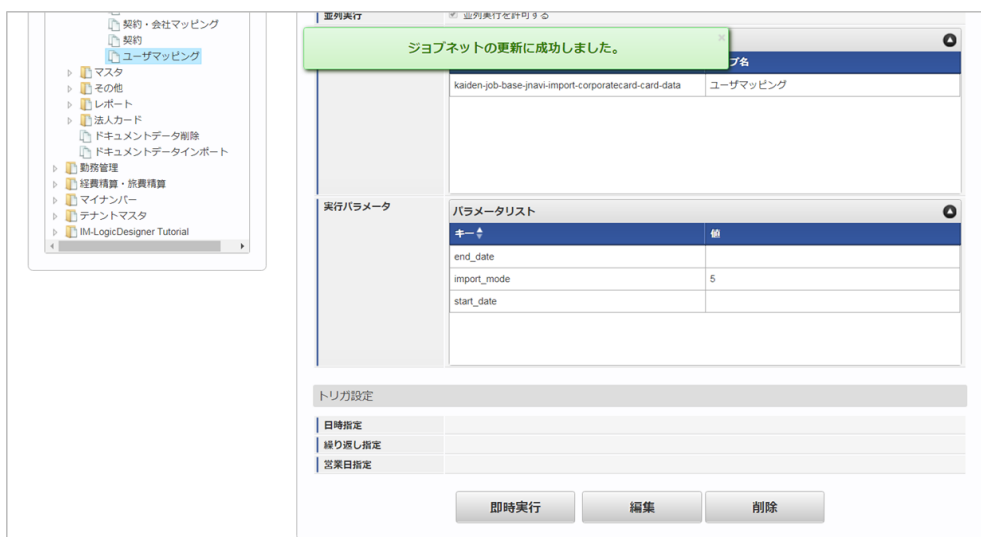 契約・会社マッピング
契約
ユーザマッピング
マスタ
その他
レポート
法人カード
ドキュメントデータ削除
ドキュメントデータインポート
勤務管理
経費精算・旅費精算
マイナンバー
テナントマスタ
IM-LogicDesigner Tutorial
並列実行
並列実行を許可する
ジョブネットの更新に成功しました。
×
ブ名
kaiden-job-base-jnavi-import-corporatecard-card-data ユーザマッピング
実行パラメータ
パラメータリスト
キー 値
end_date
import_mode 5
start_date
トリガ設定
日時指定
繰り返し指定
営業日指定
即時実行 編集 削除